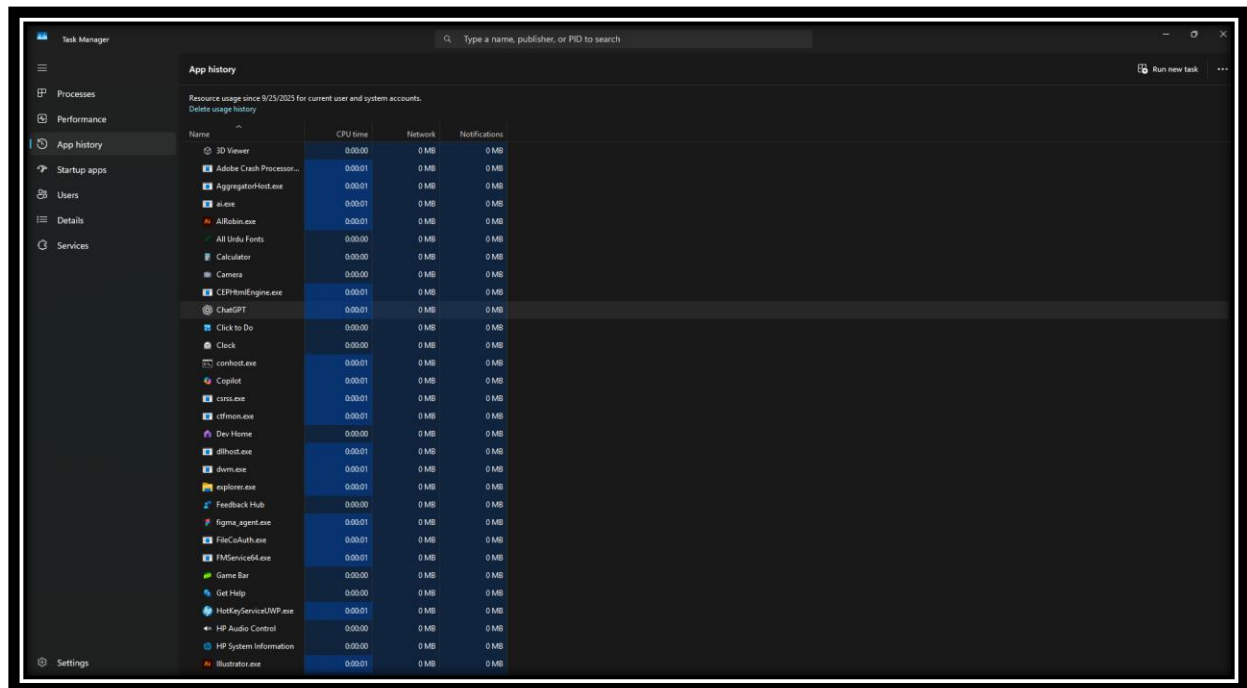 Task Manager
Type a name, publisher, or PID to search
App history
Run new task
Processes
Performance
App history
Startup apps
Users
Details
Services
Settings
Resource usage since 9/25/2025 for current user and system accounts.
Delete usage history
Name CPU time Network Notifications
3D Viewer 0:00:00 0 MB 0 MB
Adobe Crash Processor... 0:00:01 0 MB 0 MB
AggregatorHost.exe 0:00:01 0 MB 0 MB
ai.exe 0:00:01 0 MB 0 MB
AIRobin.exe 0:00:01 0 MB 0 MB
All Urdu Fonts 0:00:00 0 MB 0 MB
Calculator 0:00:00 0 MB 0 MB
Camera 0:00:00 0 MB 0 MB
CEPHtmlEngine.exe 0:00:01 0 MB 0 MB
ChatGPT 0:00:01 0 MB 0 MB
Click to Do 0:00:00 0 MB 0 MB
Clock 0:00:00 0 MB 0 MB
conhost.exe 0:00:01 0 MB 0 MB
Copilot 0:00:01 0 MB 0 MB
csrss.exe 0:00:01 0 MB 0 MB
ctfmon.exe 0:00:01 0 MB 0 MB
Dev Home 0:00:00 0 MB 0 MB
dllhost.exe 0:00:01 0 MB 0 MB
dwm.exe 0:00:01 0 MB 0 MB
explorer.exe 0:00:01 0 MB 0 MB
Feedback Hub 0:00:00 0 MB 0 MB
figma_agent.exe 0:00:01 0 MB 0 MB
FileCoAuth.exe 0:00:01 0 MB 0 MB
FMService64.exe 0:00:01 0 MB 0 MB
Game Bar 0:00:00 0 MB 0 MB
Get Help 0:00:00 0 MB 0 MB
HotKeyServiceUWP.exe 0:00:01 0 MB 0 MB
HP Audio Control 0:00:00 0 MB 0 MB
HP System Information 0:00:00 0 MB 0 MB
Illustrator.exe 0:00:01 0 MB 0 MB